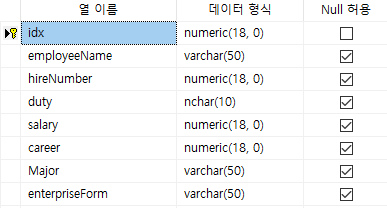 열 이름 데이터 형식 Null 허용
idx numeric(18, 0)
employeeName varchar(50)
hireNumber numeric(18, 0)
duty nchar(10)
salary numeric(18, 0)
career numeric(18, 0)
Major varchar(50)
enterpriseForm varchar(50)